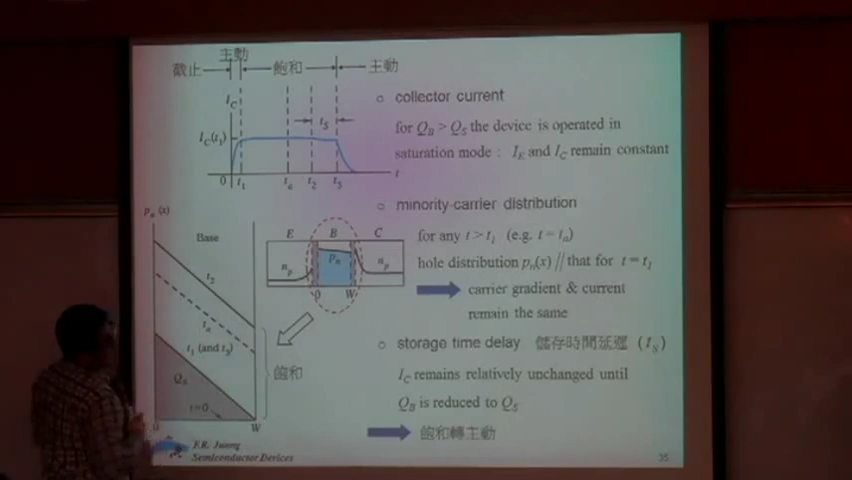 主動
截止 飽和 主動
I_C
I_C(t₁)
t_S
0 t₁ t_a t₂ t₃ t
○ collector current
for Q_B > Q_S the device is operated in
saturation mode : I_E and I_C remain constant
○ minority-carrier distribution
for any t > t₁ (e.g. t = t_a)
hole distribution p_n(x) // that for t = t₁
carrier gradient & current
remain the same
○ storage time delay 儲存時間延遲 (t_S)
I_C remains relatively unchanged until
Q_B is reduced to Q_S
飽和轉主動
p_n (x)
Base
t₂
t_a
t₁ (and t₃)
Q_S
t=0
0 W
飽和
E B C
n_p p_n n_p
0 W
F.R. Juang
Semiconductor Devices
35